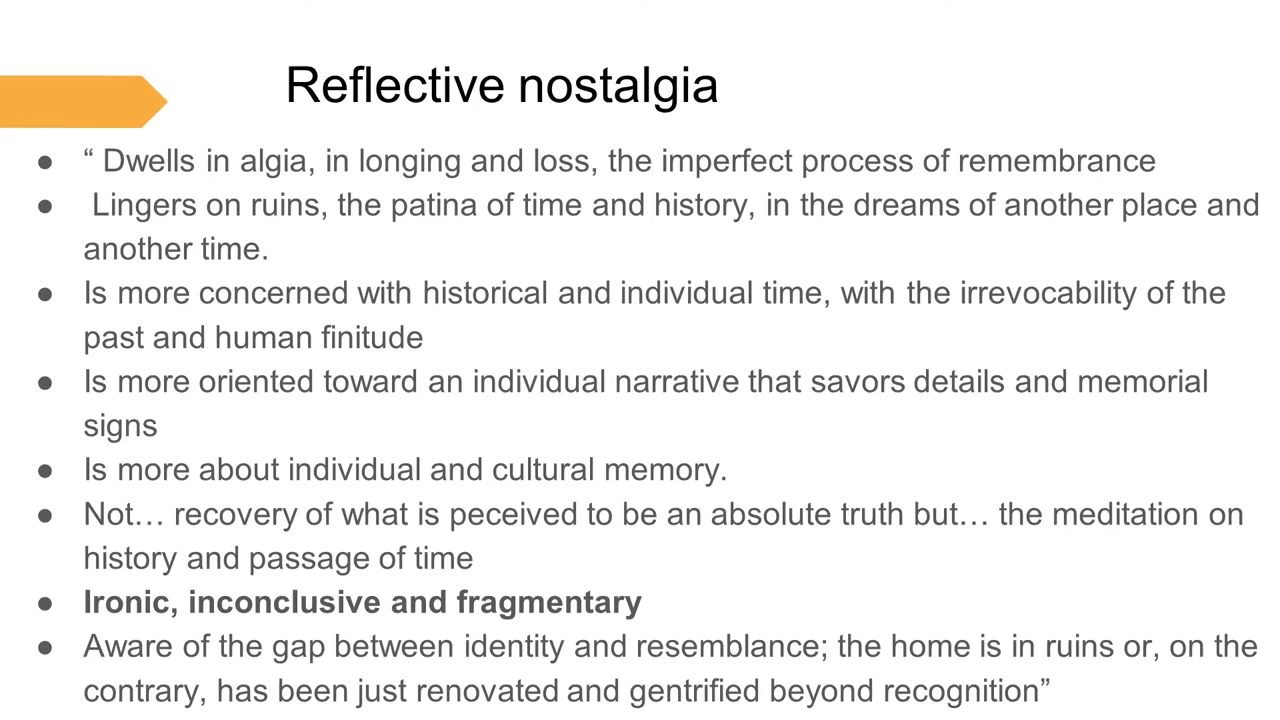 Reflective nostalgia
● “ Dwells in algia, in longing and loss, the imperfect process of remembrance
● Lingers on ruins, the patina of time and history, in the dreams of another place and
another time.
● Is more concerned with historical and individual time, with the irrevocability of the
past and human finitude
● Is more oriented toward an individual narrative that savors details and memorial
signs
● Is more about individual and cultural memory.
● Not… recovery of what is peceived to be an absolute truth but… the meditation on
history and passage of time
● Ironic, inconclusive and fragmentary
● Aware of the gap between identity and resemblance; the home is in ruins or, on the
contrary, has been just renovated and gentrified beyond recognition”